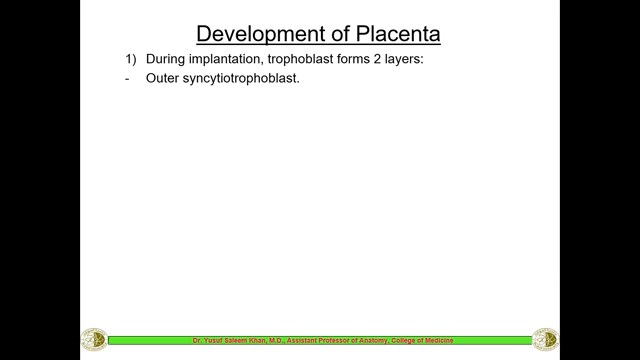 Development of Placenta
1) During implantation, trophoblast forms 2 layers:
- Outer syncytiotrophoblast.
Dr. Yusuf Saleem Khan, M.D., Assistant Professor of Anatomy, College of Medicine